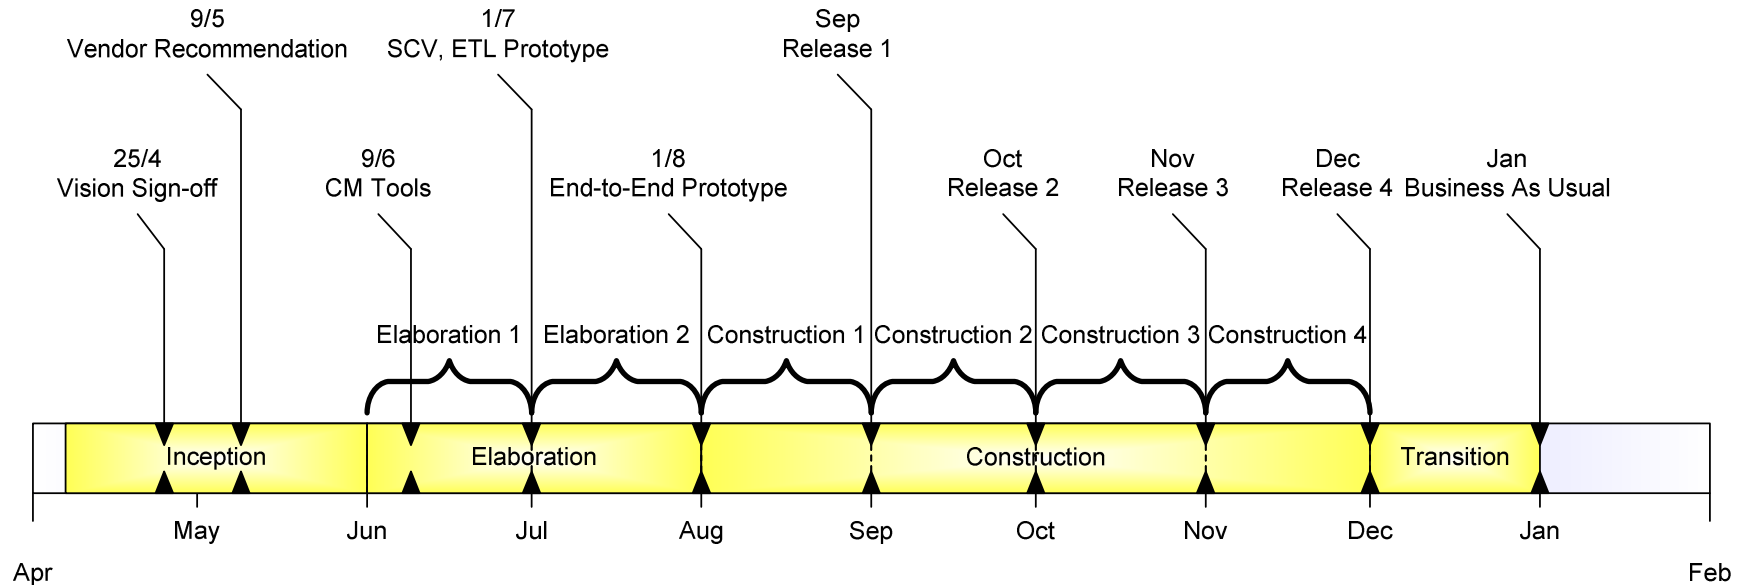 9/5
Vendor Recommendation
1/7
SCV, ETL Prototype
Sep
Release 1
25/4
Vision Sign-off
9/6
CM Tools
1/8
End-to-End Prototype
Oct
Release 2
Nov
Release 3
Dec
Release 4
Jan
Business As Usual
Elaboration 1
Elaboration 2
Construction 1
Construction 2
Construction 3
Construction 4
Inception
Elaboration
Construction
Transition
May
Jun
Jul
Aug
Sep
Oct
Nov
Dec
Jan
Apr
Feb